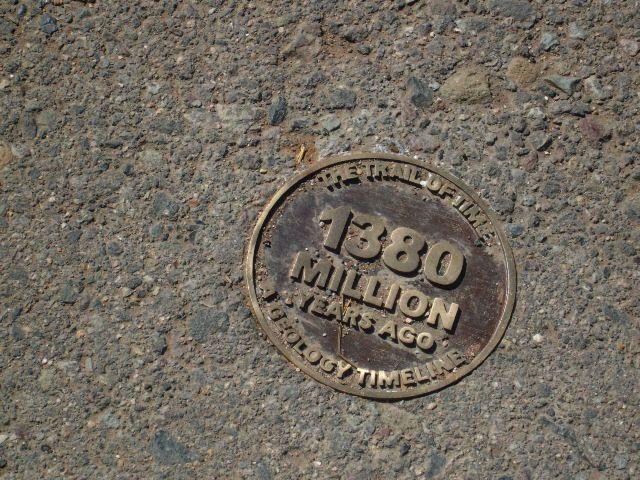 THE TRAIL OF TIME
1380
MILLION
YEARS AGO
GEOLOGY TIMELINE